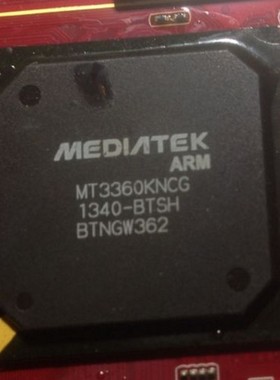 MEDIATEK
ARM
MT3360KNCG
1340-BTSH
BTNGW362